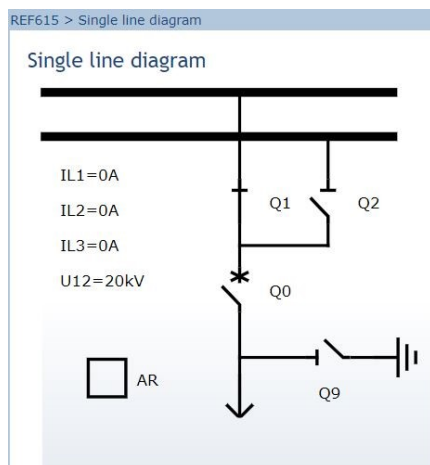 REF615 > Single line diagram
Single line diagram
IL1=0A
Q1
Q2
IL2=0A
IL3=0A
U12=20kV
Q0
AR
Q9